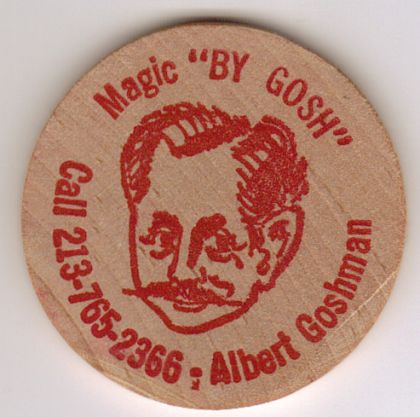 Magic "BY GOSH"
Call 213-765-2366 - Albert Goshman